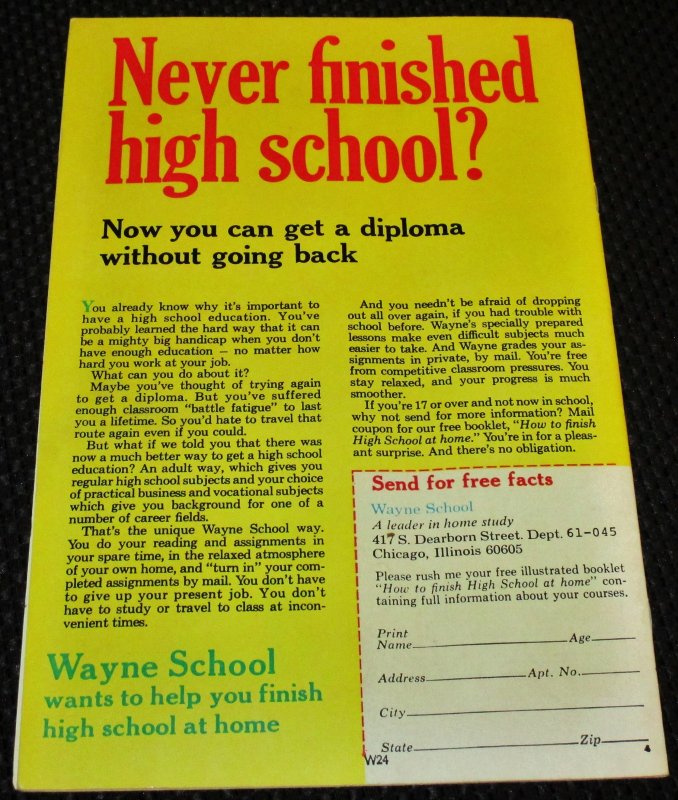 Never finished
high school?
Now you can get a diploma
without going back
You already know why it's important to
have a high school education. You've
probably learned the hard way that it can
be a mighty big handicap when you don't
have enough education — no matter how
hard you work at your job.
What can you do about it?
Maybe you've thought of trying again
to get a diploma. But you've suffered
enough classroom "battle fatigue" to last
you a lifetime. So you'd hate to travel that
route again even if you could.
But what if we told you that there was
now a much better way to get a high school
education? An adult way, which gives you
regular high school subjects and your choice
of practical business and vocational subjects
which give you background for one of a
number of career fields.
That's the unique Wayne School way.
You do your reading and assignments in
your spare time, in the relaxed atmosphere
of your own home, and "turn in" your com-
pleted assignments by mail. You don't have
to give up your present job. You don't
have to study or travel to class at incon-
venient times.
Wayne School
wants to help you finish
high school at home
And you needn't be afraid of dropping
out all over again, if you had trouble with
school before. Wayne's specially prepared
lessons make even difficult subjects much
easier to take. And Wayne grades your as-
signments in private, by mail. You're free
from competitive classroom pressures. You
stay relaxed, and your progress is much
smoother.
If you're 17 or over and not now in school,
why not send for more information? Mail
coupon for our free booklet, "How to finish
High School at home." You're in for a pleas-
ant surprise. And there's no obligation.
Send for free facts
Wayne School
A leader in home study
417 S. Dearborn Street. Dept. 61-045
Chicago, Illinois 60605
Please rush me your free illustrated booklet
"How to finish High School at home" con-
taining full information about your courses.
Print
Name Age
Address Apt. No.
City
State Zip
W24 4